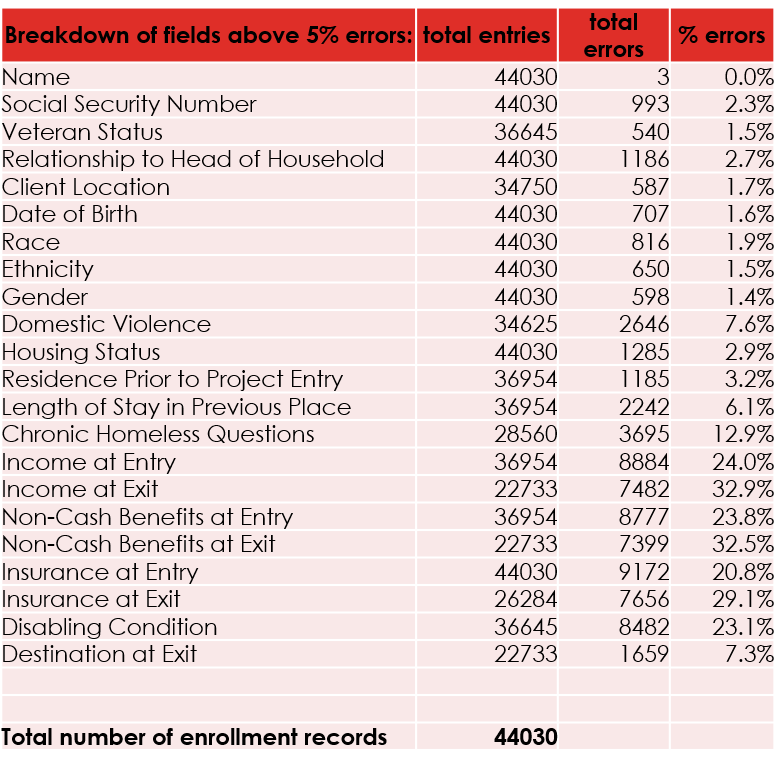 Breakdown of fields above 5% errors: total entries total errors % errors
Name 44030 3 0.0%
Social Security Number 44030 993 2.3%
Veteran Status 36645 540 1.5%
Relationship to Head of Household 44030 1186 2.7%
Client Location 34750 587 1.7%
Date of Birth 44030 707 1.6%
Race 44030 816 1.9%
Ethnicity 44030 650 1.5%
Gender 44030 598 1.4%
Domestic Violence 34625 2646 7.6%
Housing Status 44030 1285 2.9%
Residence Prior to Project Entry 36954 1185 3.2%
Length of Stay in Previous Place 36954 2242 6.1%
Chronic Homeless Questions 28560 3695 12.9%
Income at Entry 36954 8884 24.0%
Income at Exit 22733 7482 32.9%
Non-Cash Benefits at Entry 36954 8777 23.8%
Non-Cash Benefits at Exit 22733 7399 32.5%
Insurance at Entry 44030 9172 20.8%
Insurance at Exit 26284 7656 29.1%
Disabling Condition 36645 8482 23.1%
Destination at Exit 22733 1659 7.3%
Total number of enrollment records 44030